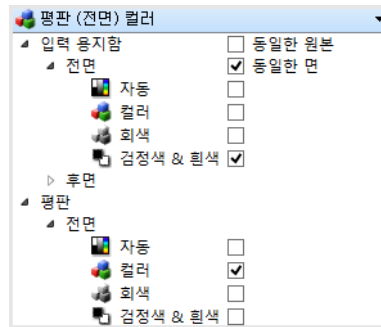 평판 (전면) 컬러
입력 용지함 동일한 원본
전면 동일한 면
자동
컬러
회색
검정색 & 흰색
후면
평판
전면
자동
컬러
회색
검정색 & 흰색